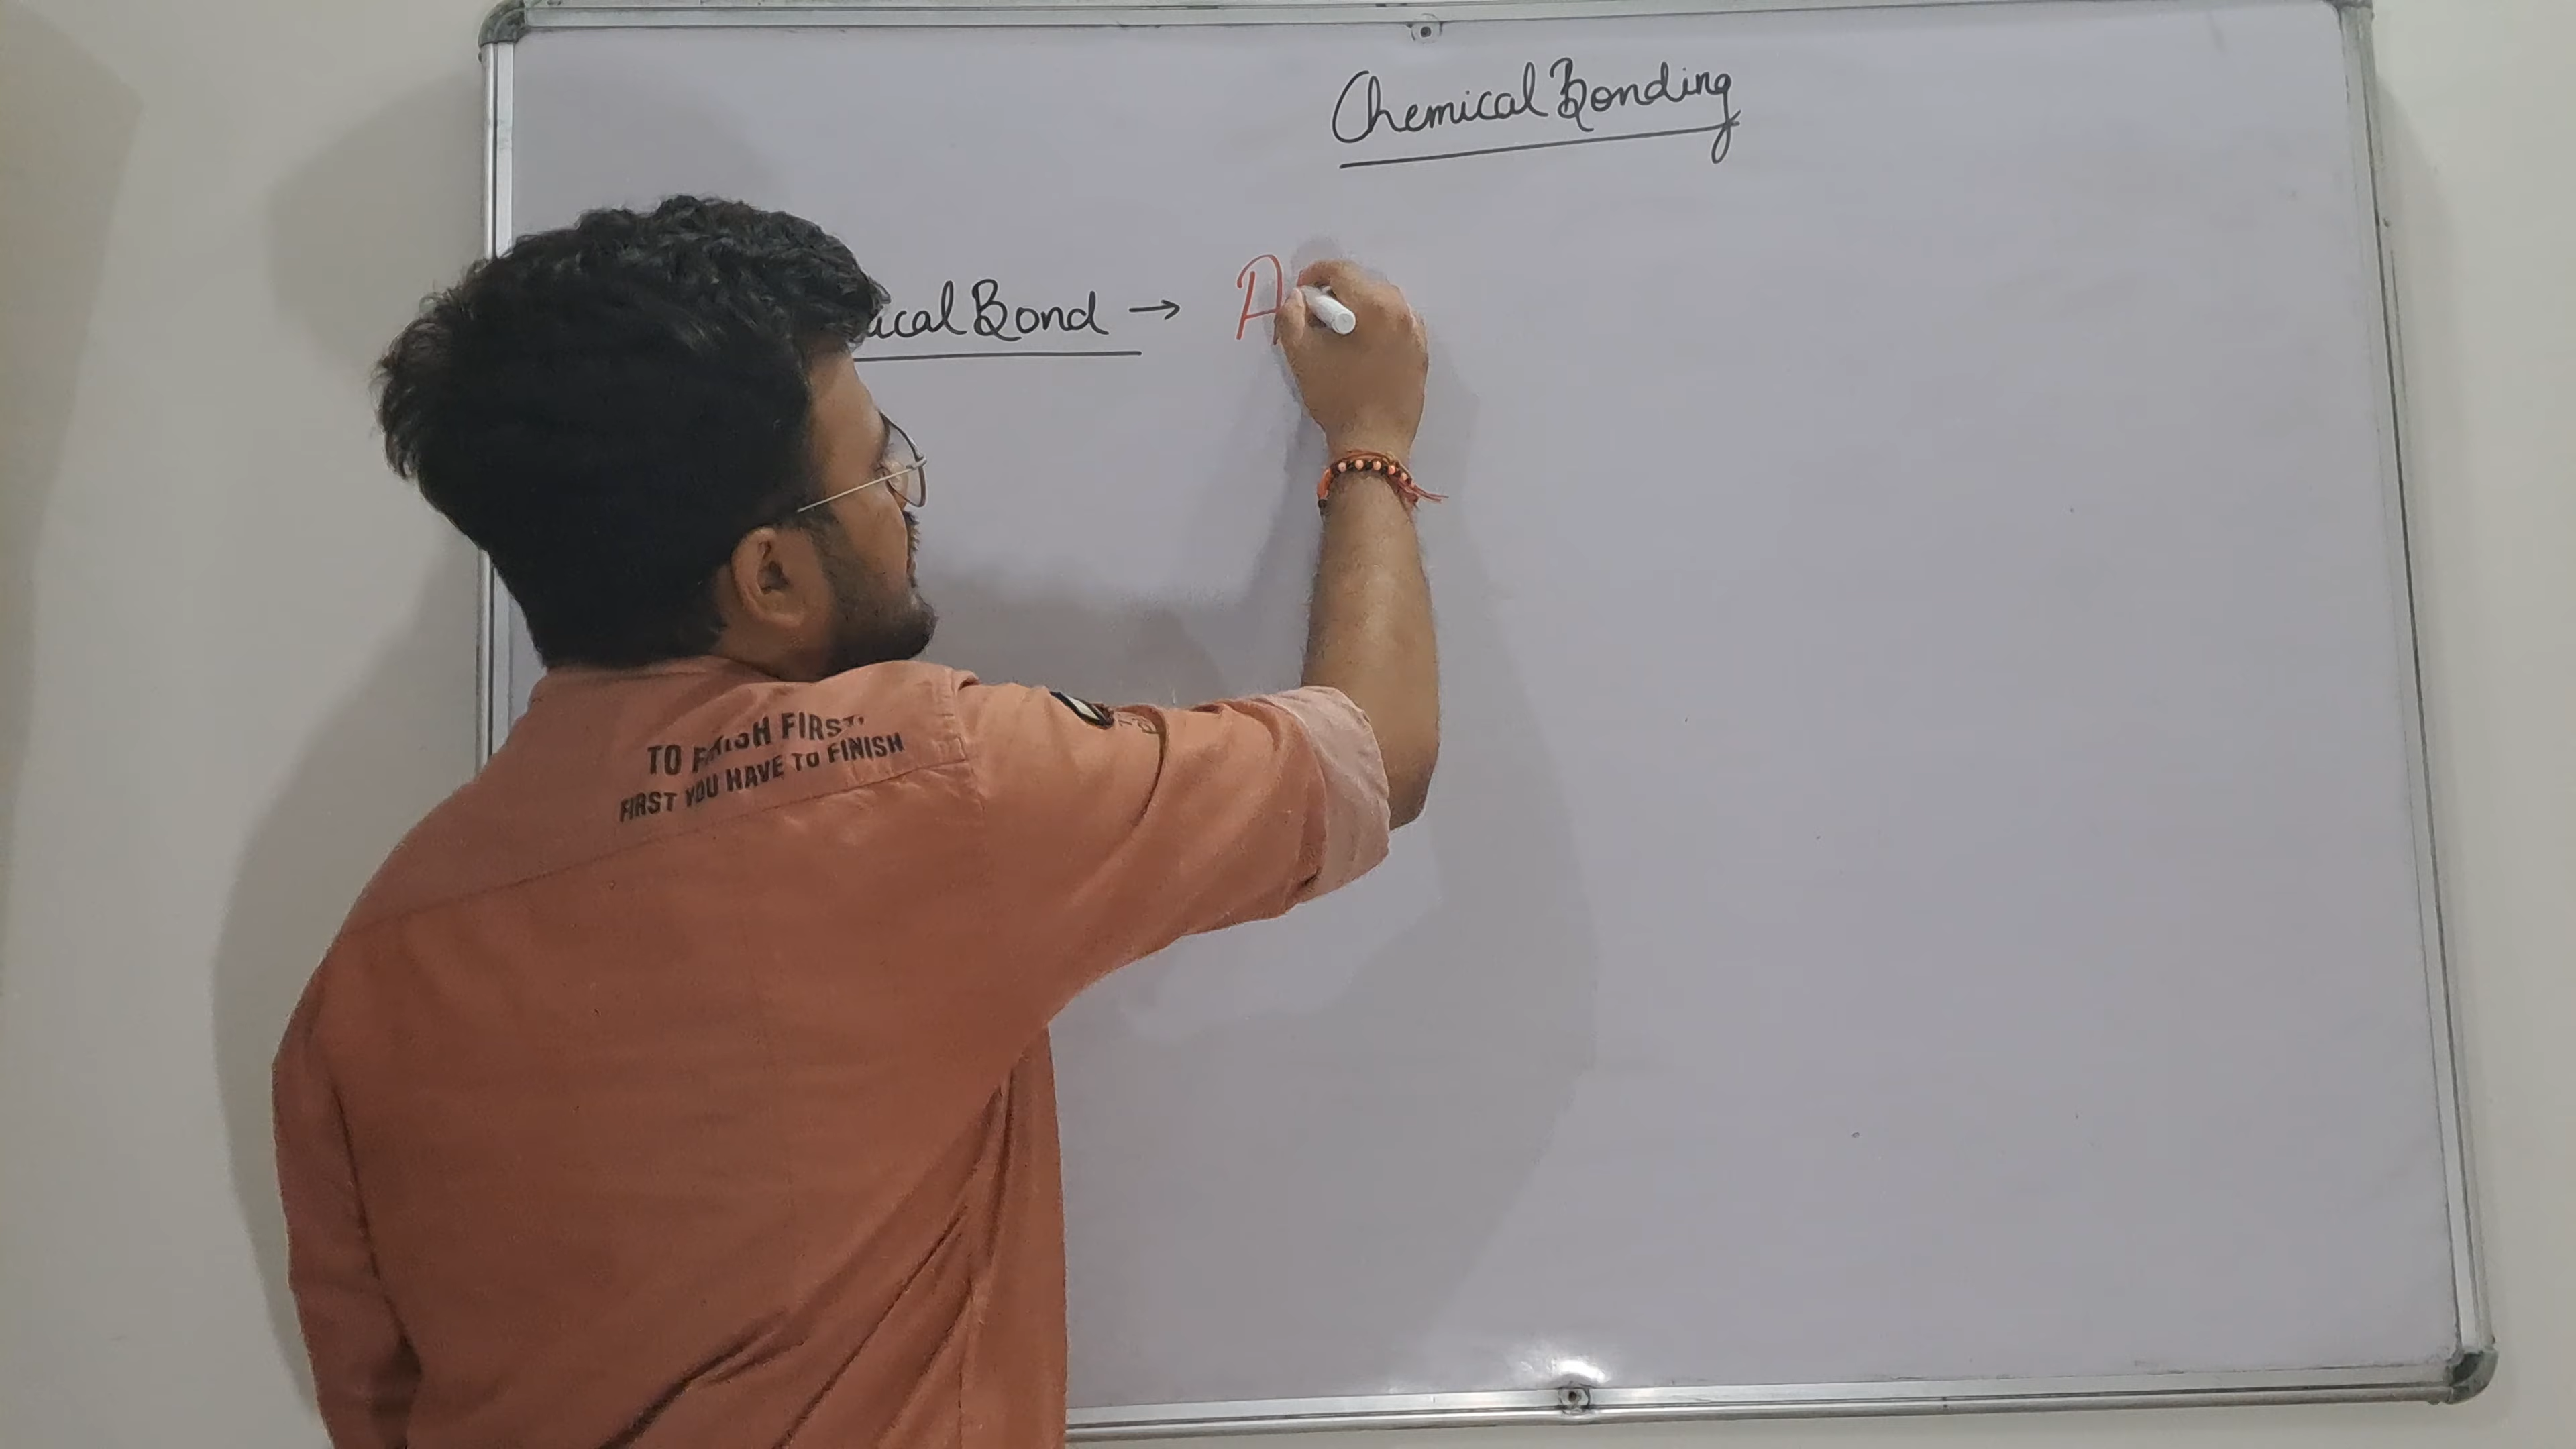 Chemical Bonding
ical Bond → A
TO FINISH FIRST,
FIRST YOU HAVE TO FINISH